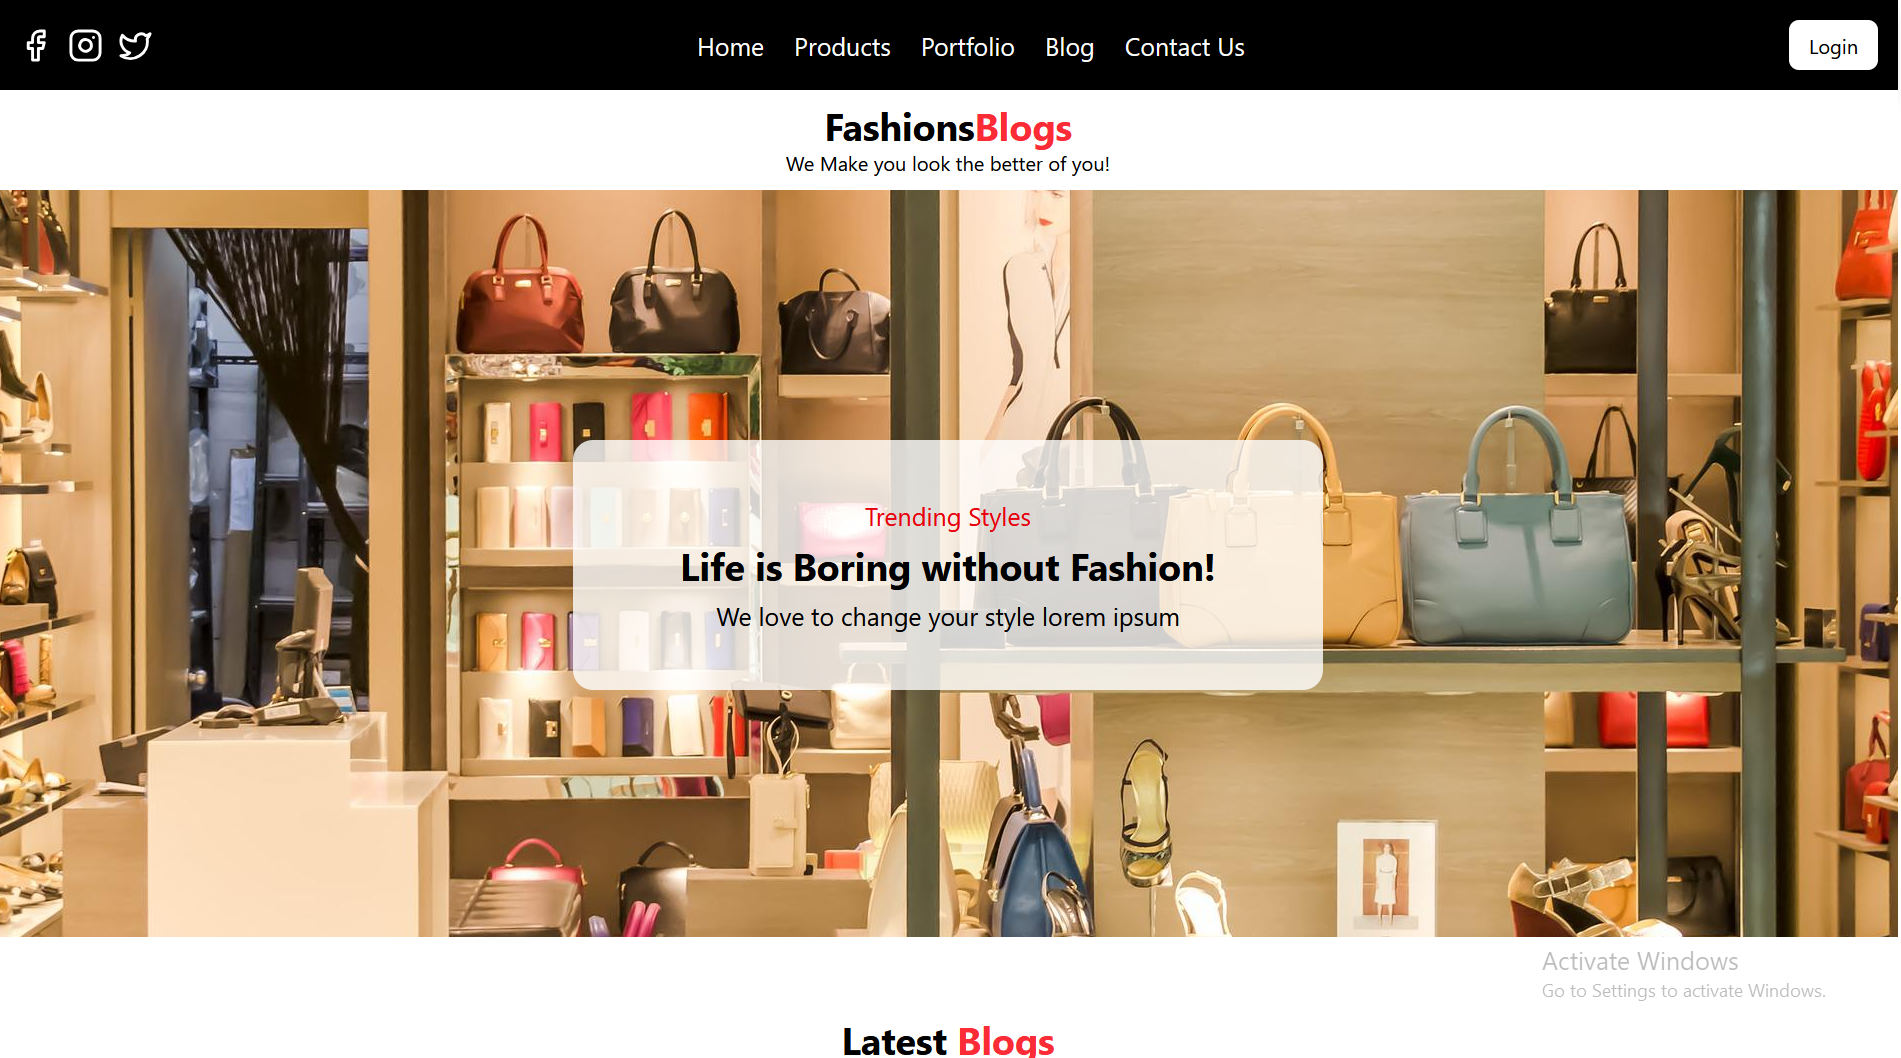 Home Products Portfolio Blog Contact Us
Login
FashionsBlogs
We Make you look the better of you!
Trending Styles
Life is Boring without Fashion!
We love to change your style lorem ipsum
Activate Windows
Go to Settings to activate Windows.
Latest Blogs